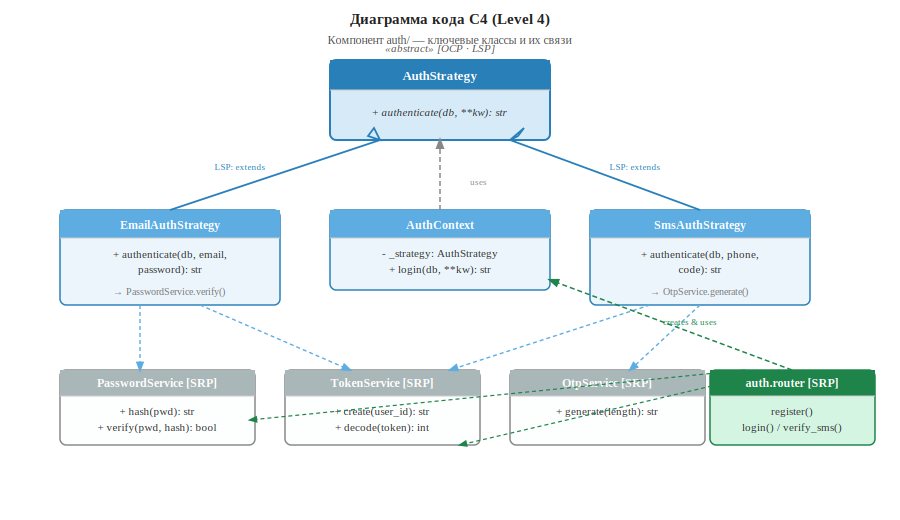 Диаграмма кода C4 (Level 4)
Компонент auth/ — ключевые классы и их связи
«abstract» [OCP · LSP]
AuthStrategy
+ authenticate(db, **kw): str
LSP: extends
uses
LSP: extends
EmailAuthStrategy
+ authenticate(db, email,
password): str
→ PasswordService.verify()
AuthContext
- _strategy: AuthStrategy
+ login(db, **kw): str
SmsAuthStrategy
+ authenticate(db, phone,
code): str
→ OtpService.generate()
creates & uses
PasswordService [SRP]
+ hash(pwd): str
+ verify(pwd, hash): bool
TokenService [SRP]
+ create(user_id): str
+ decode(token): int
OtpService [SRP]
+ generate(length): str
auth.router [SRP]
register()
login() / verify_sms()